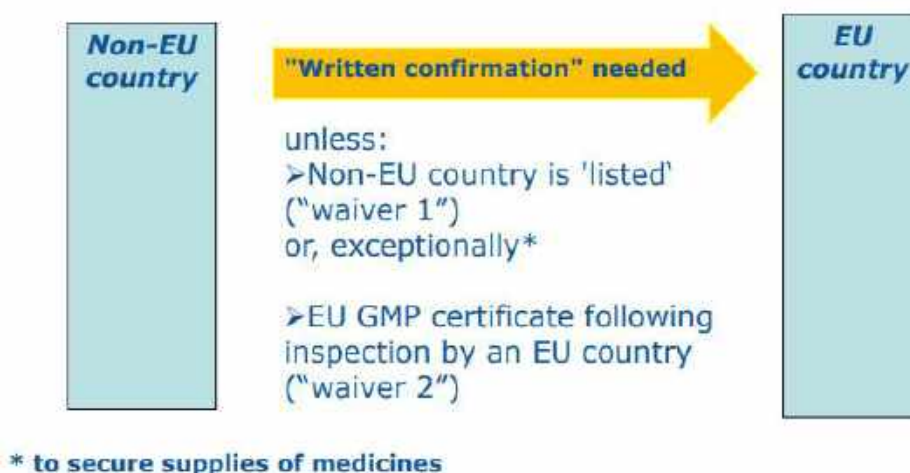 Non-EU
country
"Written confirmation" needed
EU
country
unless:
➢Non-EU country is 'listed'
("waiver 1")
or, exceptionally*
➢EU GMP certificate following
inspection by an EU country
("waiver 2")
* to secure supplies of medicines